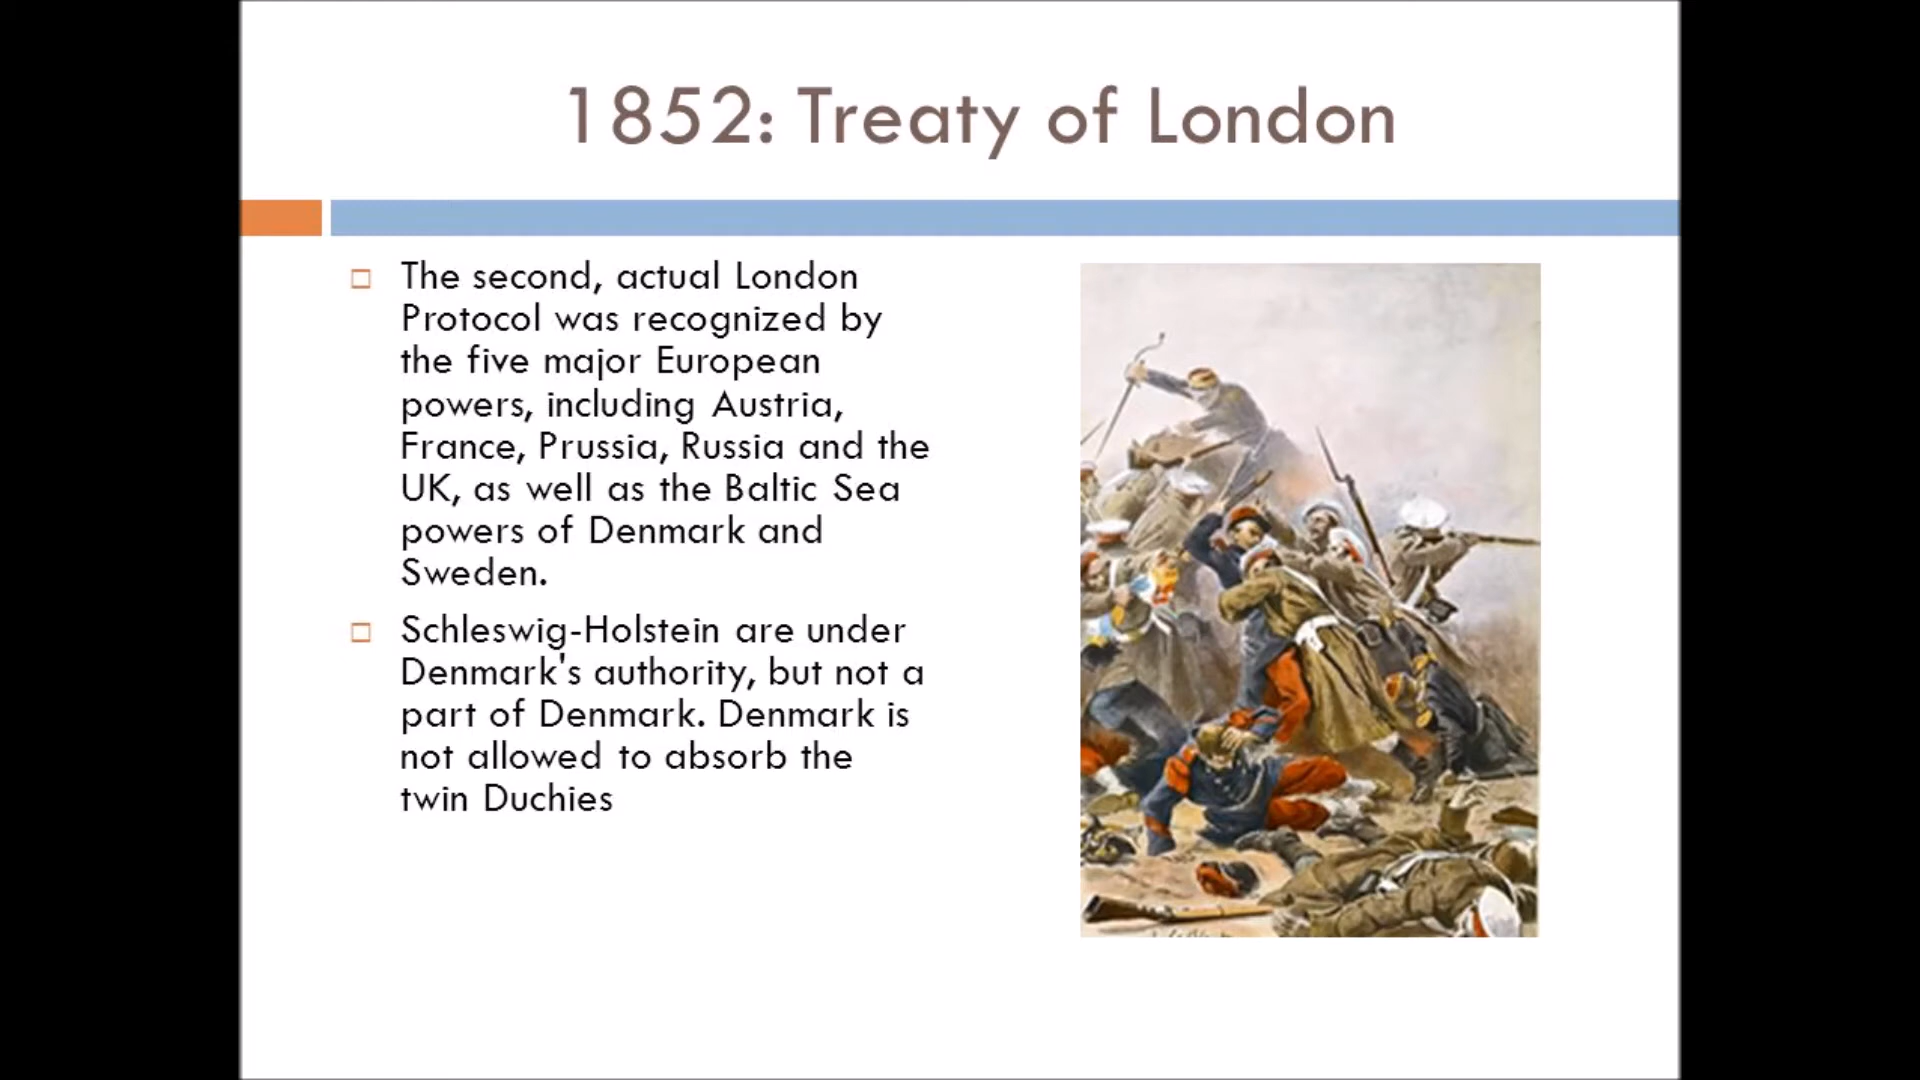 1852: Treaty of London
The second, actual London
Protocol was recognized by
the five major European
powers, including Austria,
France, Prussia, Russia and the
UK, as well as the Baltic Sea
powers of Denmark and
Sweden.
Schleswig-Holstein are under
Denmark's authority, but not a
part of Denmark. Denmark is
not allowed to absorb the
twin Duchies